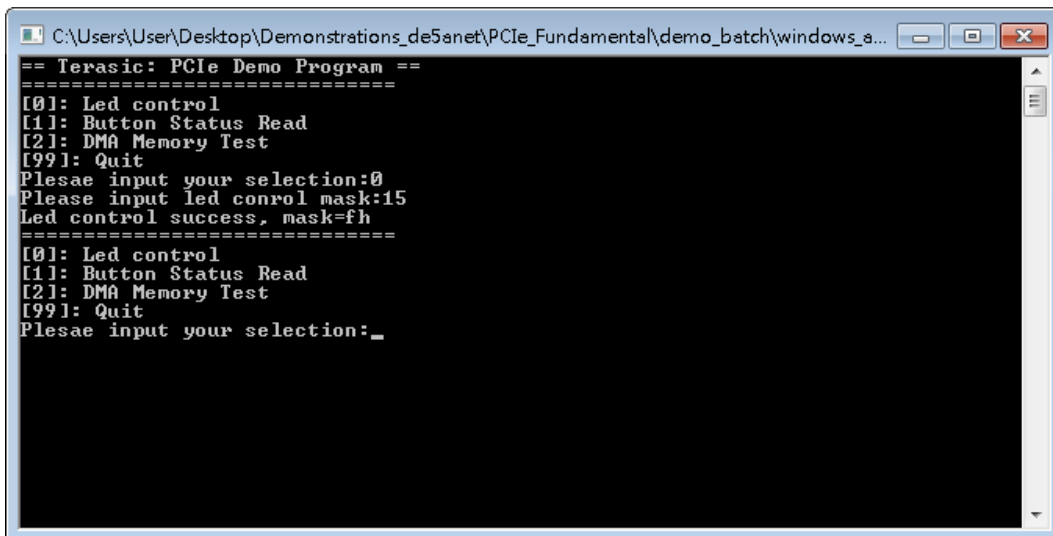 C:\Users\User\Desktop\Demonstrations_de5anet\PCIe_Fundamental\demo_batch\windows_a...
== Terasic: PCIe Demo Program ==
==============================
[0]: Led control
[1]: Button Status Read
[2]: DMA Memory Test
[99]: Quit
Plesae input your selection:0
Please input led conrol mask:15
Led control success, mask=fh
==============================
[0]: Led control
[1]: Button Status Read
[2]: DMA Memory Test
[99]: Quit
Plesae input your selection:_